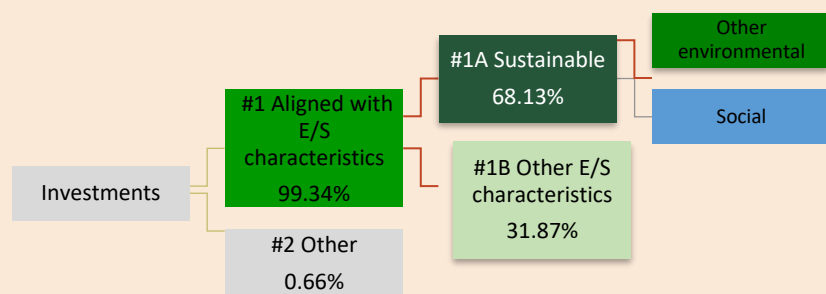 Investments
#1 Aligned with
E/S
characteristics
99.34%
#2 Other
0.66%
#1A Sustainable
68.13%
#1B Other E/S
characteristics
31.87%
Other
environmental
Social